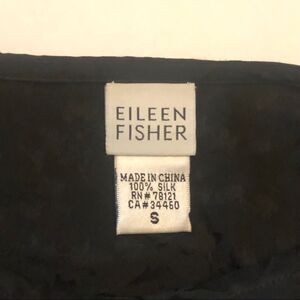 EILEEN
FISHER
MADE IN CHINA
100% SILK
RN# 78121
CA# 34460
S